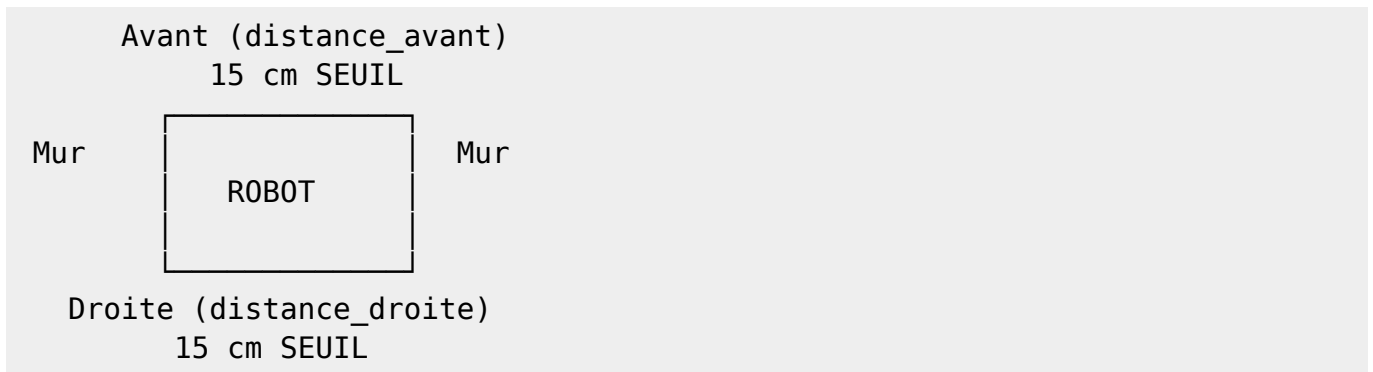 Avant (distance_avant)
15 cm SEUIL
Mur Mur
ROBOT
Droite (distance_droite)
15 cm SEUIL